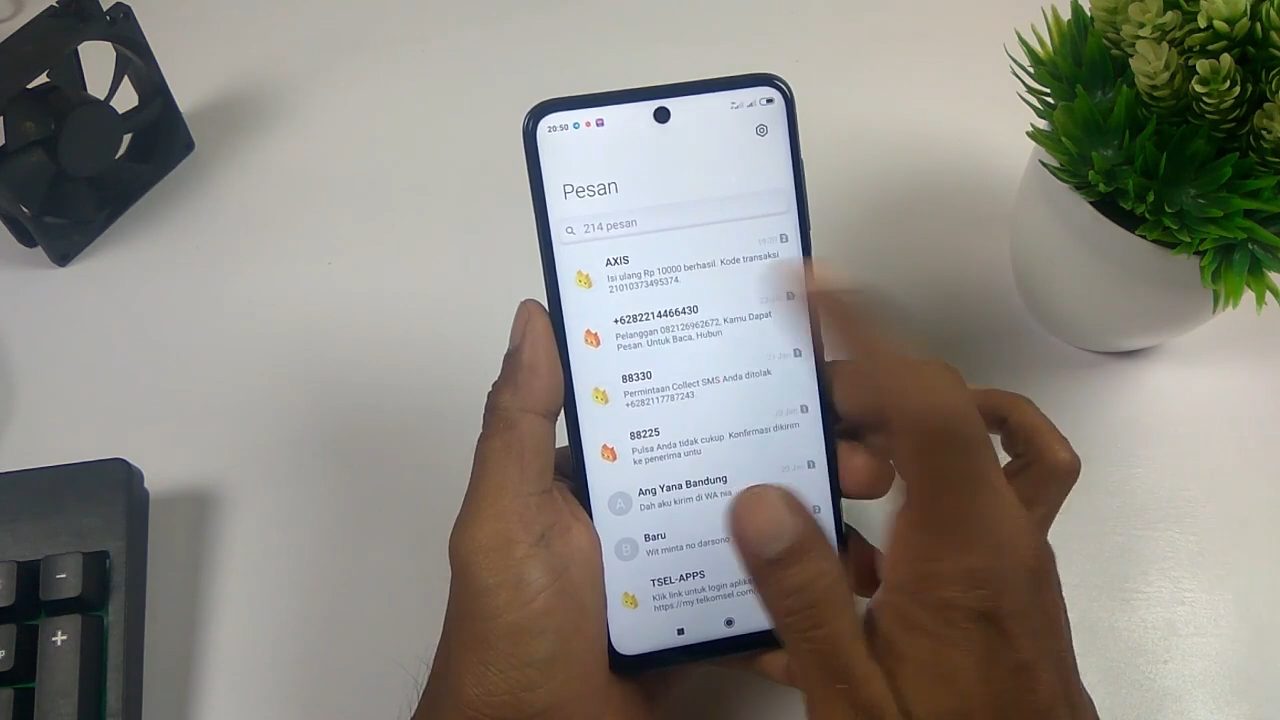 20:50
Pesan
214 pesan
AXIS
Isi ulang Rp 10000 berhasil. Kode transaksi
21010373495374.
+6282214466430
Pelanggan 082126962672, Kamu Dapat
Pesan. Untuk Baca, Hubun
88330
Permintaan Collect SMS Anda ditolak
+6282117787243.
88225
Pulsa Anda tidak cukup. Konfirmasi dikirim
ke penerima untu
A
Ang Yana Bandung
Dah aku kirim di WA nia
B
Baru
Wit minta no darsono
TSEL-APPS
Klik link untuk login
https://my.telkomsel.com
-
+